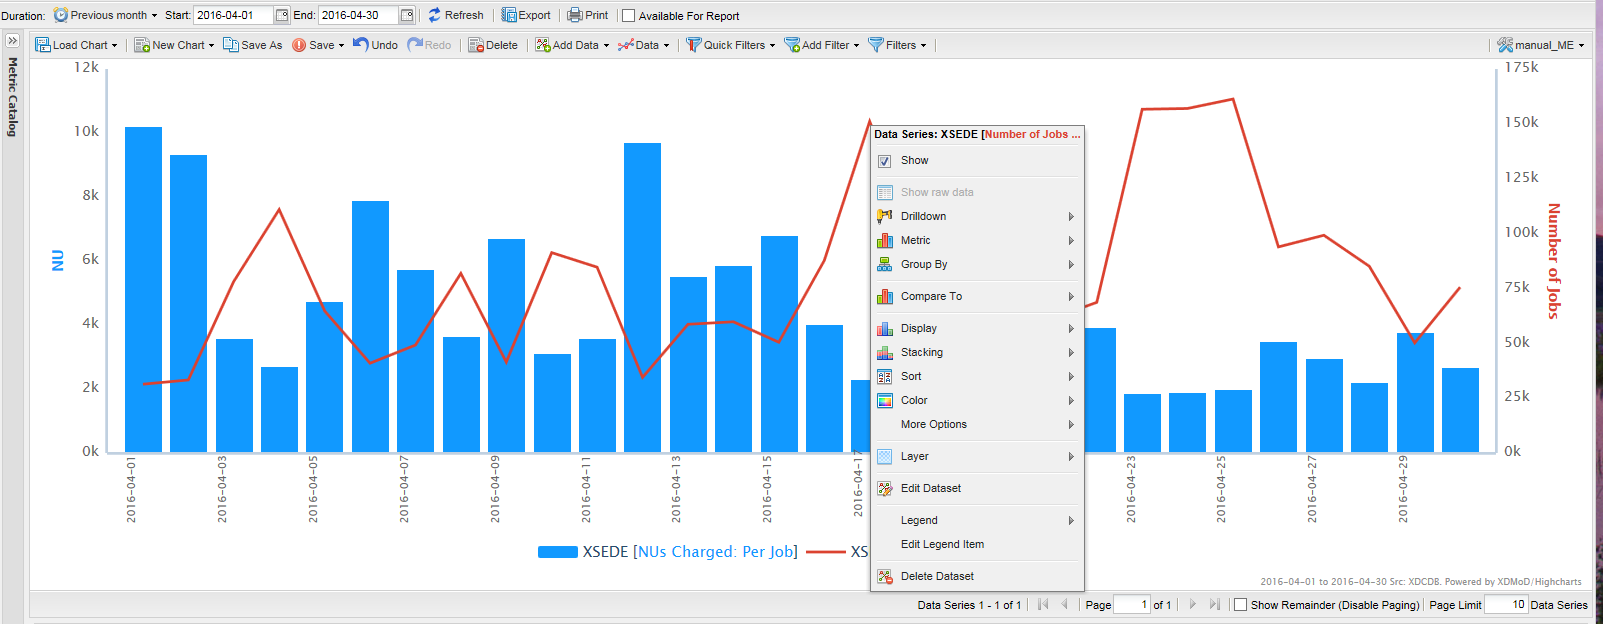 Duration: Previous month Start: 2016-04-01 End: 2016-04-30 Refresh Export Print Available For Report
Load Chart New Chart Save As Save Undo Redo Delete Add Data Data Quick Filters Add Filter Filters manual_ME
Metric Catalog
12k
10k
8k
6k
4k
2k
0k
NU
175k
150k
125k
100k
75k
50k
25k
0k
Number of Jobs
Data Series: XSEDE [Number of Jobs ...
Show
Show raw data
Drilldown
Metric
Group By
Compare To
Display
Stacking
Sort
Color
More Options
Layer
Edit Dataset
Legend
Edit Legend Item
Delete Dataset
2016-04-01
2016-04-03
2016-04-05
2016-04-07
2016-04-09
2016-04-11
2016-04-13
2016-04-15
2016-04-17
2016-04-23
2016-04-25
2016-04-27
2016-04-29
XSEDE [NUs Charged: Per Job] XS
2016-04-01 to 2016-04-30 Src: XDCDB. Powered by XDMoD/Highcharts
Data Series 1 - 1 of 1 Page 1 of 1 Show Remainder (Disable Paging) Page Limit 10 Data Series